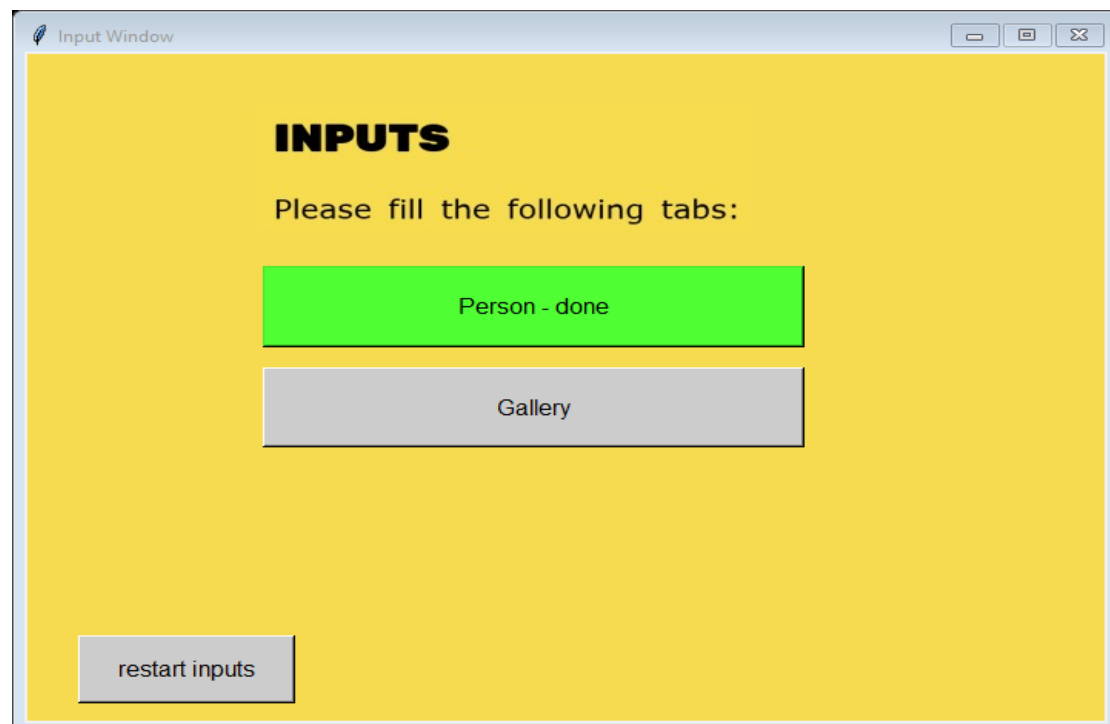 Input Window
INPUTS
Please fill the following tabs:
Person - done
Gallery
restart inputs